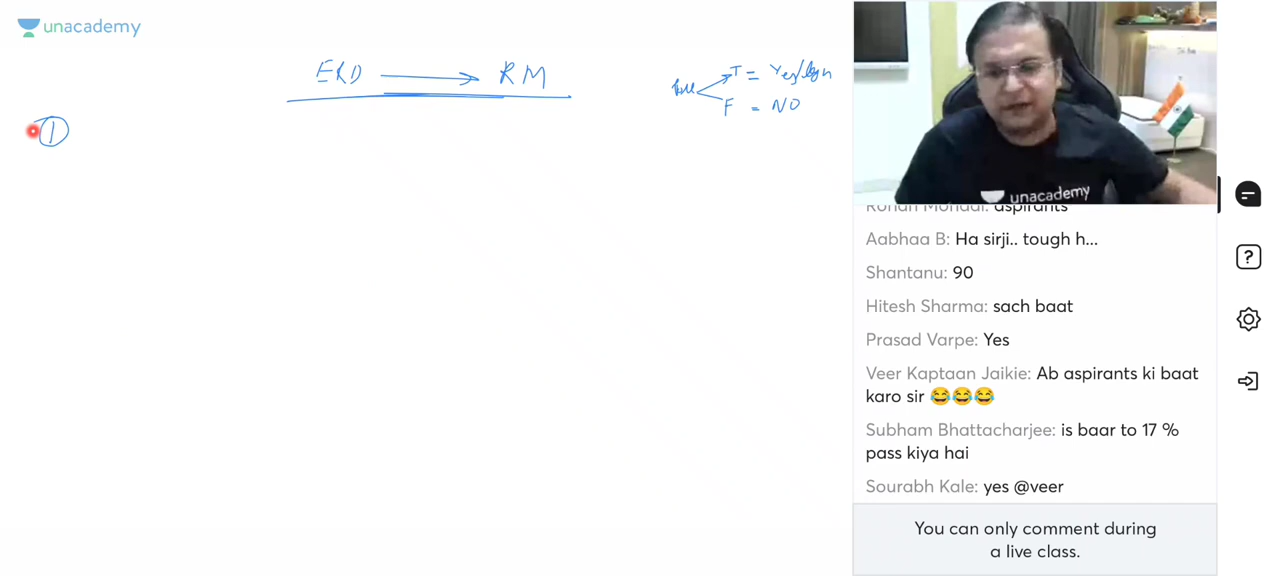 unacademy
ERD → RM
T = Yes/
F = NO
①
unacademy
Rohan Mondal: aspirants
Aabhaa B: Ha sirji.. tough h...
Shantanu: 90
Hitesh Sharma: sach baat
Prasad Varpe: Yes
Veer Kaptaan Jaikie: Ab aspirants ki baat
karo sir 😂😂😂
Subham Bhattacharjee: is baar to 17 %
pass kiya hai
Sourabh Kale: yes @veer
You can only comment during
a live class.